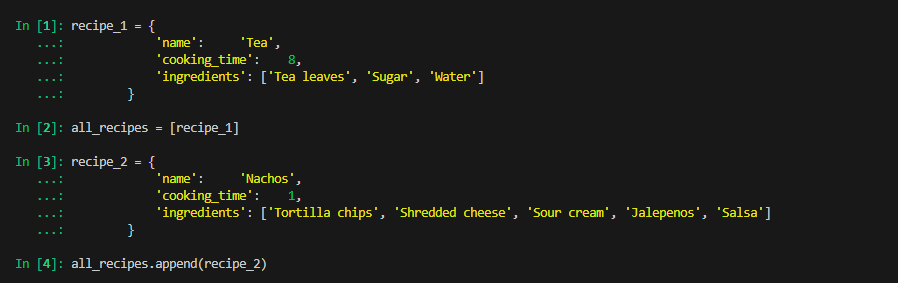 In [1]: recipe_1 = {
   ...:             'name':     'Tea',
   ...:             'cooking_time':    8,
   ...:             'ingredients': ['Tea leaves', 'Sugar', 'Water']
   ...:         }
In [2]: all_recipes = [recipe_1]
In [3]: recipe_2 = {
   ...:             'name':     'Nachos',
   ...:             'cooking_time':    1,
   ...:             'ingredients': ['Tortilla chips', 'Shredded cheese', 'Sour cream', 'Jalepenos', 'Salsa']
   ...:         }
In [4]: all_recipes.append(recipe_2)